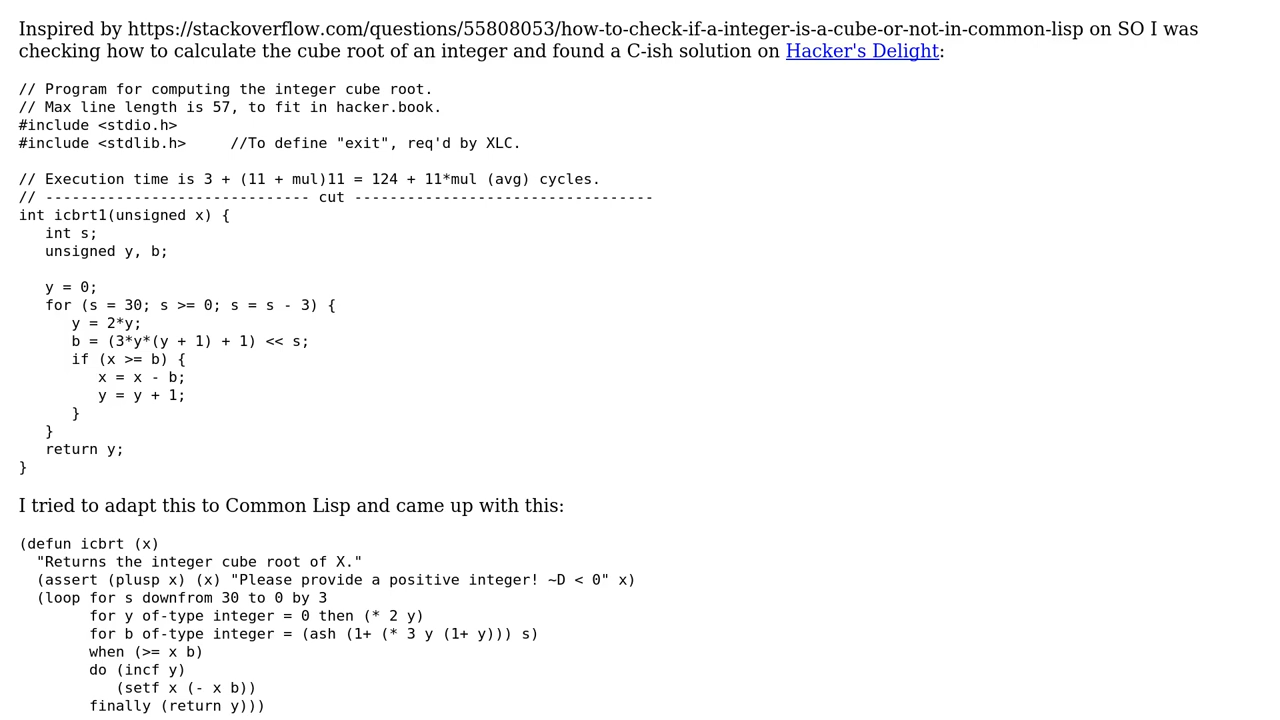 Inspired by https://stackoverflow.com/questions/55808053/how-to-check-if-a-integer-is-a-cube-or-not-in-common-lisp on SO I was
checking how to calculate the cube root of an integer and found a C-ish solution on Hacker's Delight:
// Program for computing the integer cube root.
// Max line length is 57, to fit in hacker.book.
#include <stdio.h>
#include <stdlib.h>     //To define "exit", req'd by XLC.

// Execution time is 3 + (11 + mul)11 = 124 + 11*mul (avg) cycles.
// ------------------------------ cut ----------------------------------
int icbrt1(unsigned x) {
   int s;
   unsigned y, b;

   y = 0;
   for (s = 30; s >= 0; s = s - 3) {
      y = 2*y;
      b = (3*y*(y + 1) + 1) << s;
      if (x >= b) {
         x = x - b;
         y = y + 1;
      }
   }
   return y;
}
I tried to adapt this to Common Lisp and came up with this:
(defun icbrt (x)
  "Returns the integer cube root of X."
  (assert (plusp x) (x) "Please provide a positive integer! ~D < 0" x)
  (loop for s downfrom 30 to 0 by 3
        for y of-type integer = 0 then (* 2 y)
        for b of-type integer = (ash (1+ (* 3 y (1+ y))) s)
        when (>= x b)
        do (incf y)
           (setf x (- x b))
        finally (return y)))